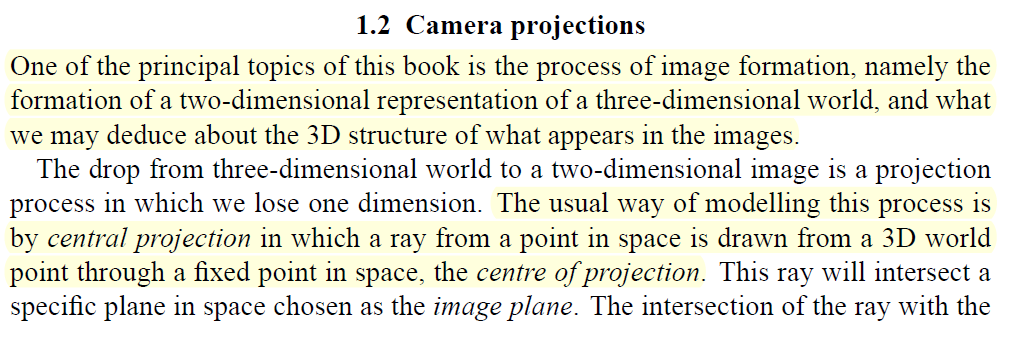 1.2 Camera projections
One of the principal topics of this book is the process of image formation, namely the
formation of a two-dimensional representation of a three-dimensional world, and what
we may deduce about the 3D structure of what appears in the images.
The drop from three-dimensional world to a two-dimensional image is a projection
process in which we lose one dimension. The usual way of modelling this process is
by central projection in which a ray from a point in space is drawn from a 3D world
point through a fixed point in space, the centre of projection. This ray will intersect a
specific plane in space chosen as the image plane. The intersection of the ray with the